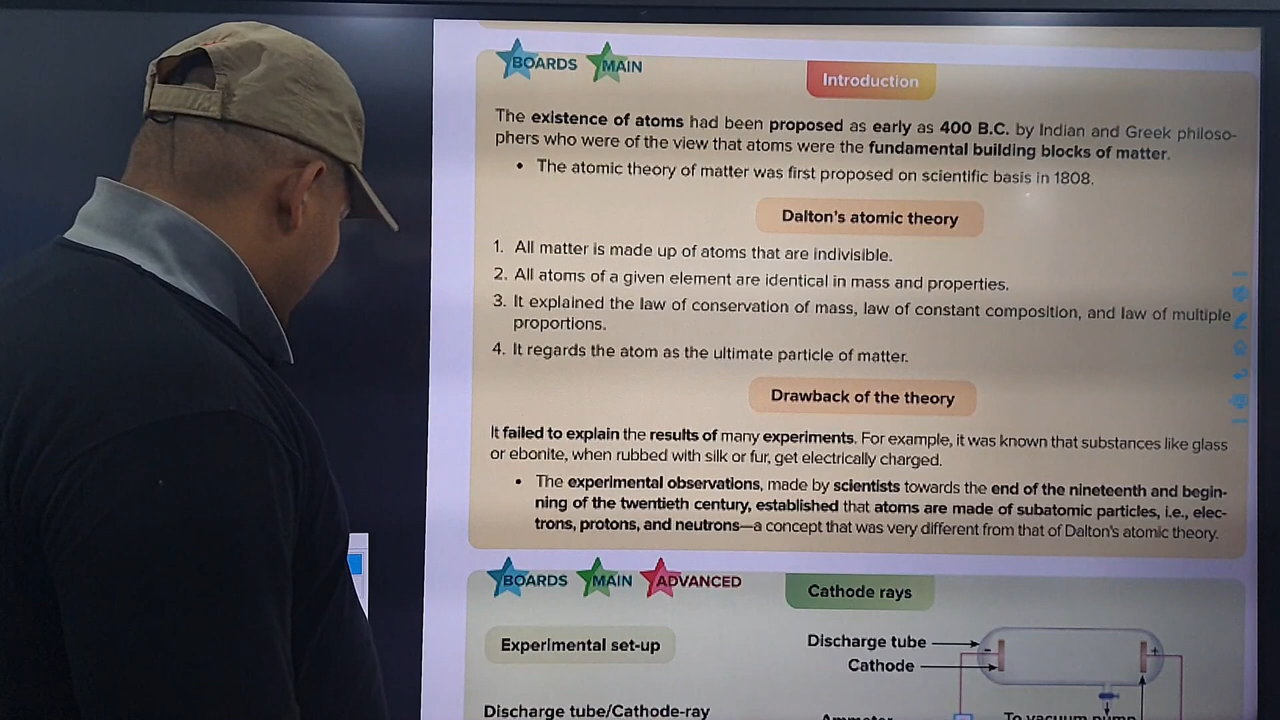 BOARDS MAIN
Introduction
The existence of atoms had been proposed as early as 400 B.C. by Indian and Greek philoso-
phers who were of the view that atoms were the fundamental building blocks of matter.
• The atomic theory of matter was first proposed on scientific basis in 1808.
Dalton's atomic theory
1. All matter is made up of atoms that are indivisible.
2. All atoms of a given element are identical in mass and properties.
3. It explained the law of conservation of mass, law of constant composition, and law of multiple
proportions.
4. It regards the atom as the ultimate particle of matter.
Drawback of the theory
It failed to explain the results of many experiments. For example, it was known that substances like glass
or ebonite, when rubbed with silk or fur, get electrically charged.
• The experimental observations, made by scientists towards the end of the nineteenth and begin-
ning of the twentieth century, established that atoms are made of subatomic particles, i.e., elec-
trons, protons, and neutrons—a concept that was very different from that of Dalton's atomic theory.
BOARDS MAIN ADVANCED
Cathode rays
Experimental set-up
Discharge tube
Cathode
- +
Discharge tube/Cathode-ray
Ammeter
To vacuum pump